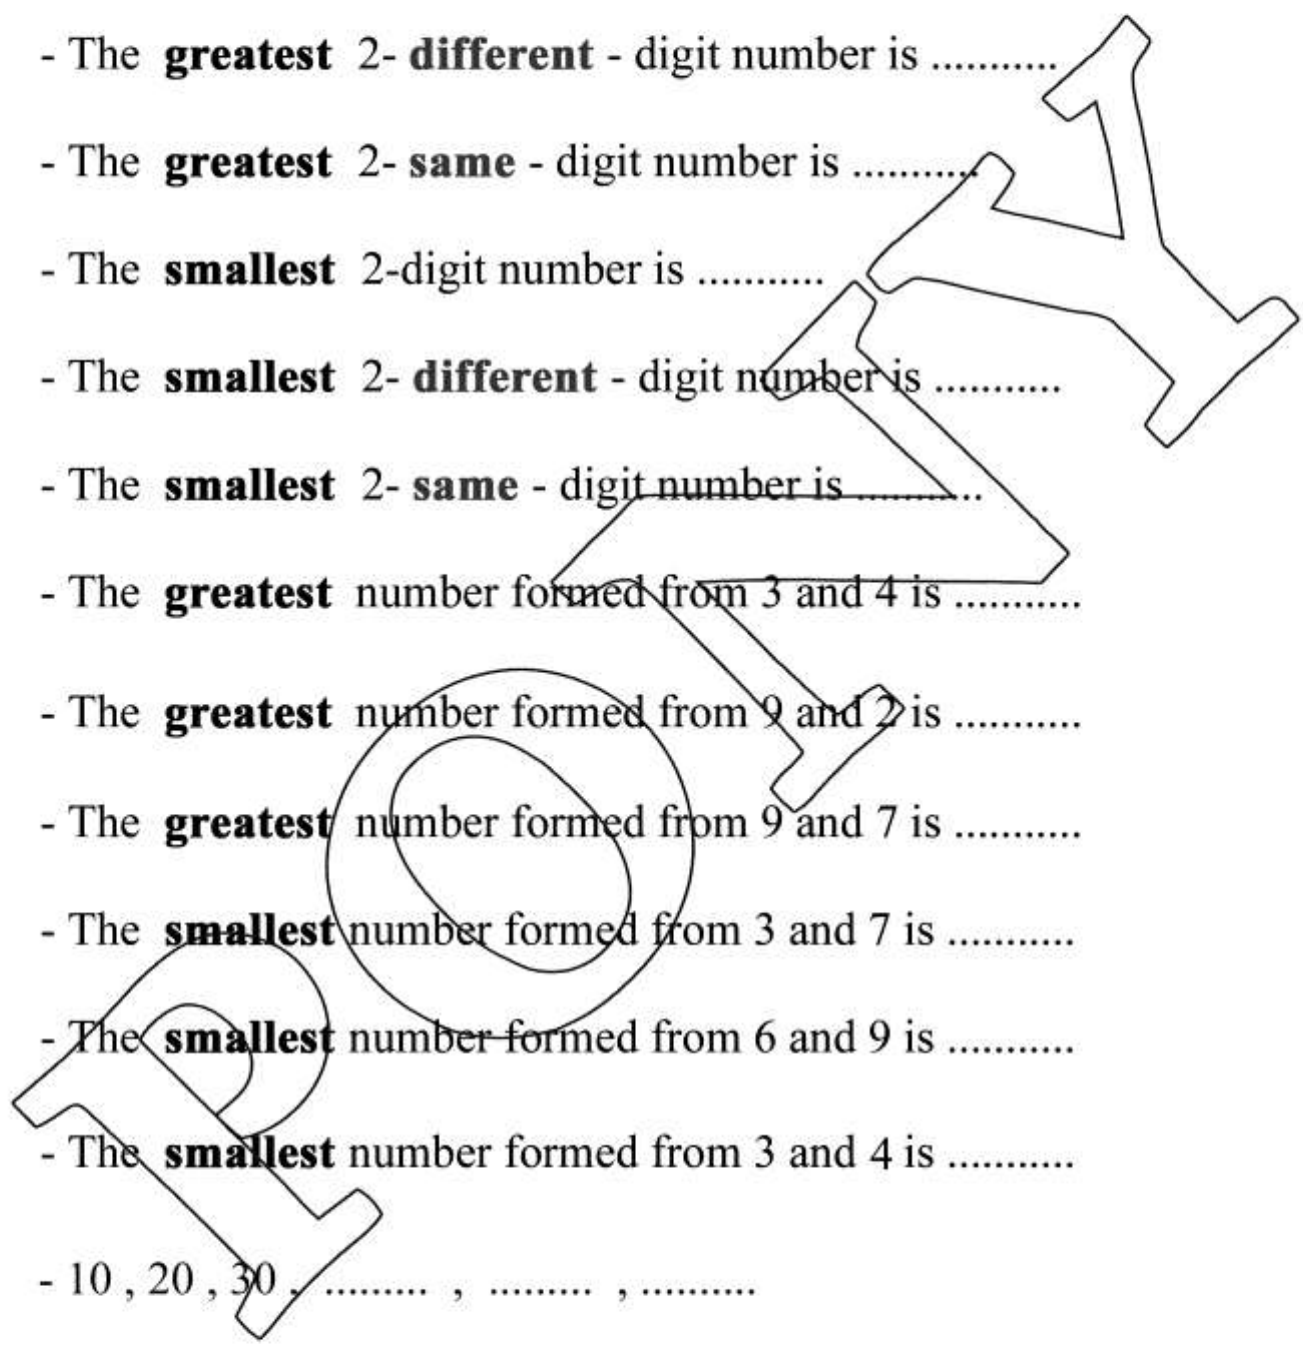 - The greatest 2- different - digit number is ...........
- The greatest 2- same - digit number is ...........
- The smallest 2-digit number is ...........
- The smallest 2- different - digit number is ...........
- The smallest 2- same - digit number is ...........
- The greatest number formed from 3 and 4 is ...........
- The greatest number formed from 9 and 2 is ...........
- The greatest number formed from 9 and 7 is ...........
- The smallest number formed from 3 and 7 is ...........
- The smallest number formed from 6 and 9 is ...........
- The smallest number formed from 3 and 4 is ...........
- 10 , 20 , 30 , ......... , ......... , ..........
PONY